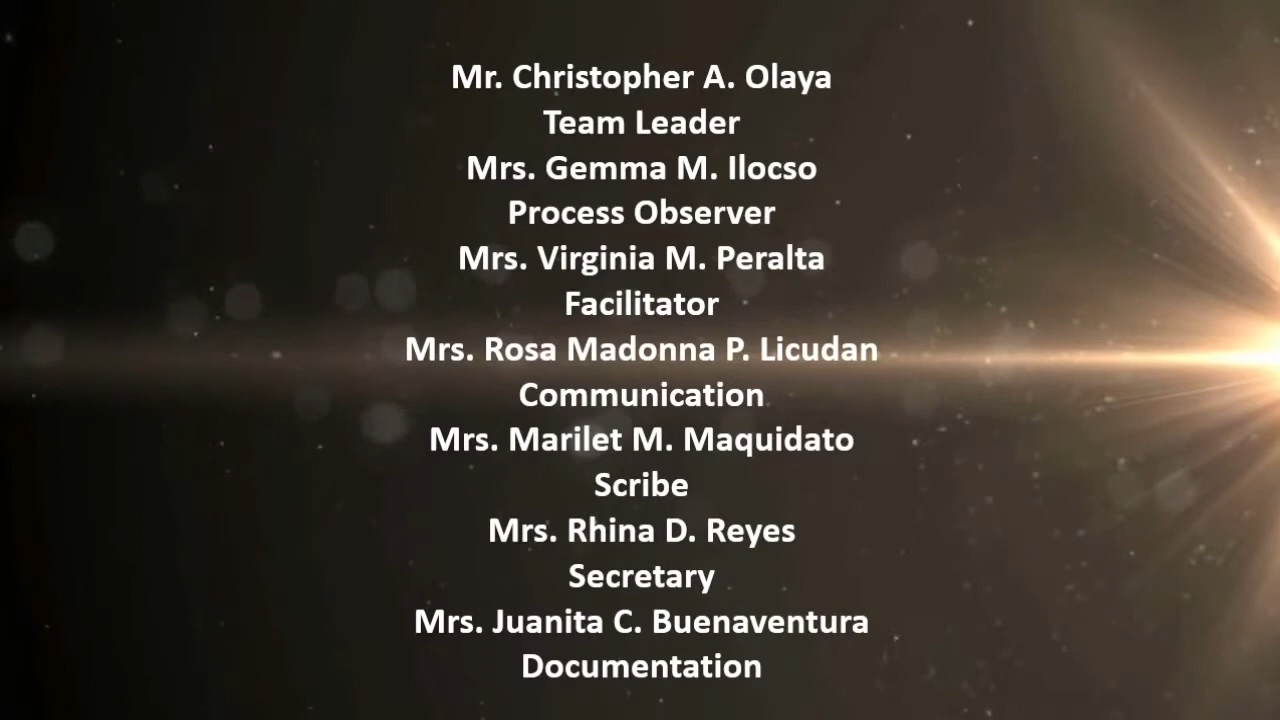 Mr. Christopher A. Olaya
Team Leader
Mrs. Gemma M. Ilocso
Process Observer
Mrs. Virginia M. Peralta
Facilitator
Mrs. Rosa Madonna P. Licudan
Communication
Mrs. Marilet M. Maquidato
Scribe
Mrs. Rhina D. Reyes
Secretary
Mrs. Juanita C. Buenaventura
Documentation